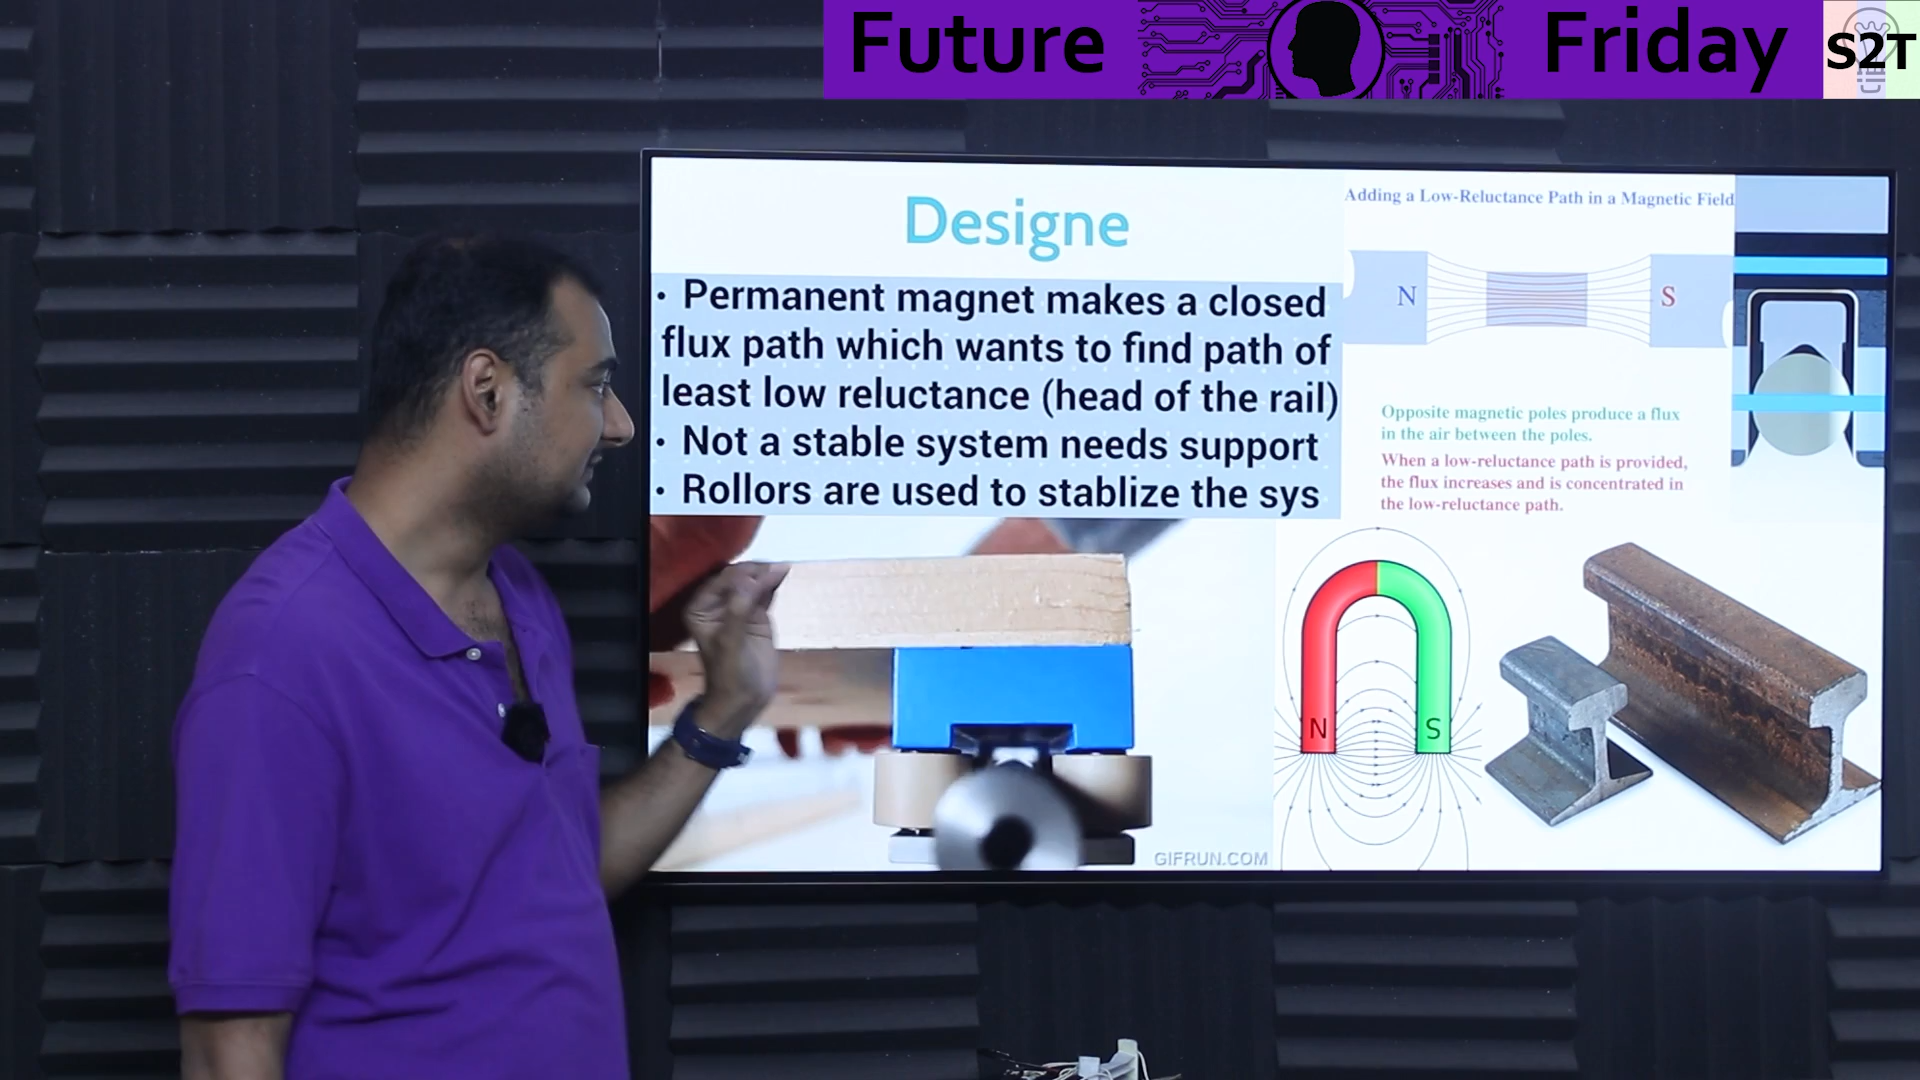 Future Friday S2T
Designe
• Permanent magnet makes a closed
flux path which wants to find path of
least low reluctance (head of the rail)
• Not a stable system needs support
• Rollors are used to stablize the sys
Adding a Low-Reluctance Path in a Magnetic Field
N S
Opposite magnetic poles produce a flux
in the air between the poles.
When a low-reluctance path is provided,
the flux increases and is concentrated in
the low-reluctance path.
N S
GIFRUN.COM